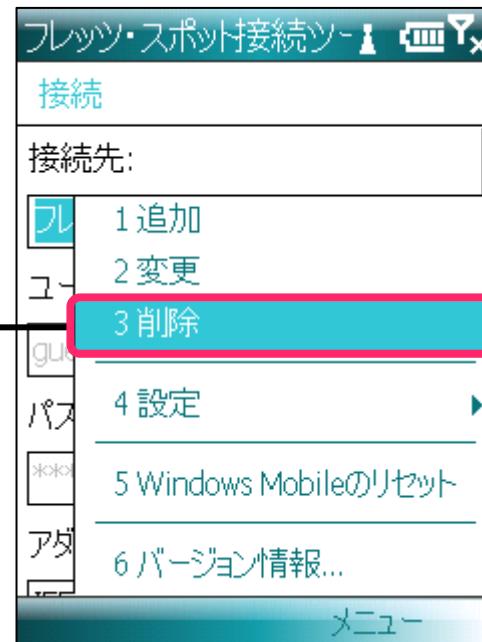 フレッツ・スポット接続ツー
接続
接続先:
フレ
1 追加
2 変更
ユー
3 削除
gue
4 設定
パス
***
5 Windows Mobileのリセット
アダ
6 バージョン情報...
メニュー